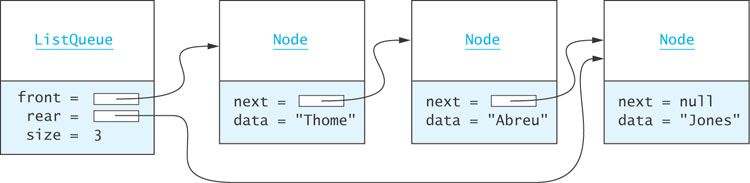 ListQueue
front =
rear =
size = 3
Node
next =
data = "Thome"
Node
next =
data = "Abreu"
Node
next = null
data = "Jones"